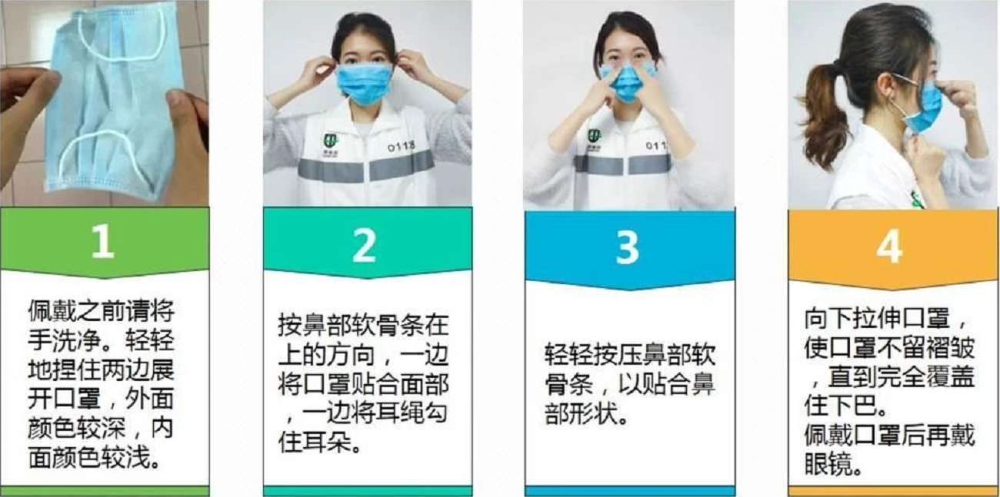 0118
011
1
2
3
4
佩戴之前请将
手洗净。轻轻
地捏住两边展
开口罩，外面
颜色较深，内
面颜色较浅。
按鼻部软骨条在
上的方向，一边
将口罩贴合面部
，一边将耳绳勾
住耳朵。
轻轻按压鼻部软
骨条，以贴合鼻
部形状。
向下拉伸口罩，
使口罩不留褶皱
，直到完全覆盖
住下巴。
佩戴口罩后再戴
眼镜。